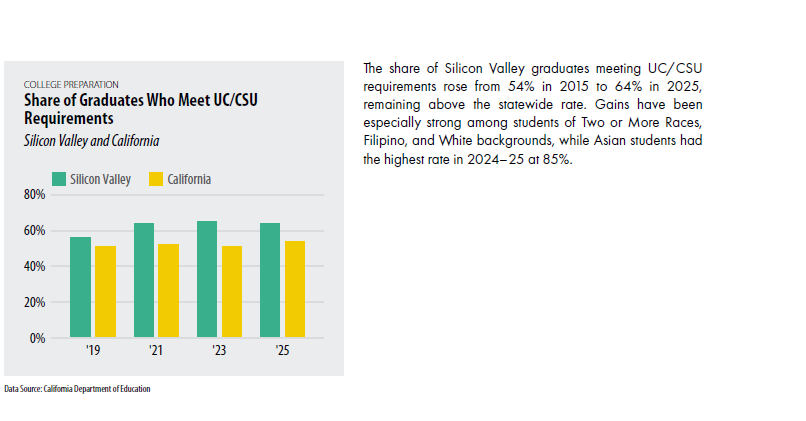 COLLEGE PREPARATION
Share of Graduates Who Meet UC/CSU
Requirements
Silicon Valley and California
Silicon Valley California
80%
60%
40%
20%
0%
'19 '21 '23 '25
Data Source: California Department of Education
The share of Silicon Valley graduates meeting UC/CSU
requirements rose from 54% in 2015 to 64% in 2025,
remaining above the statewide rate. Gains have been
especially strong among students of Two or More Races,
Filipino, and White backgrounds, while Asian students had
the highest rate in 2024–25 at 85%.